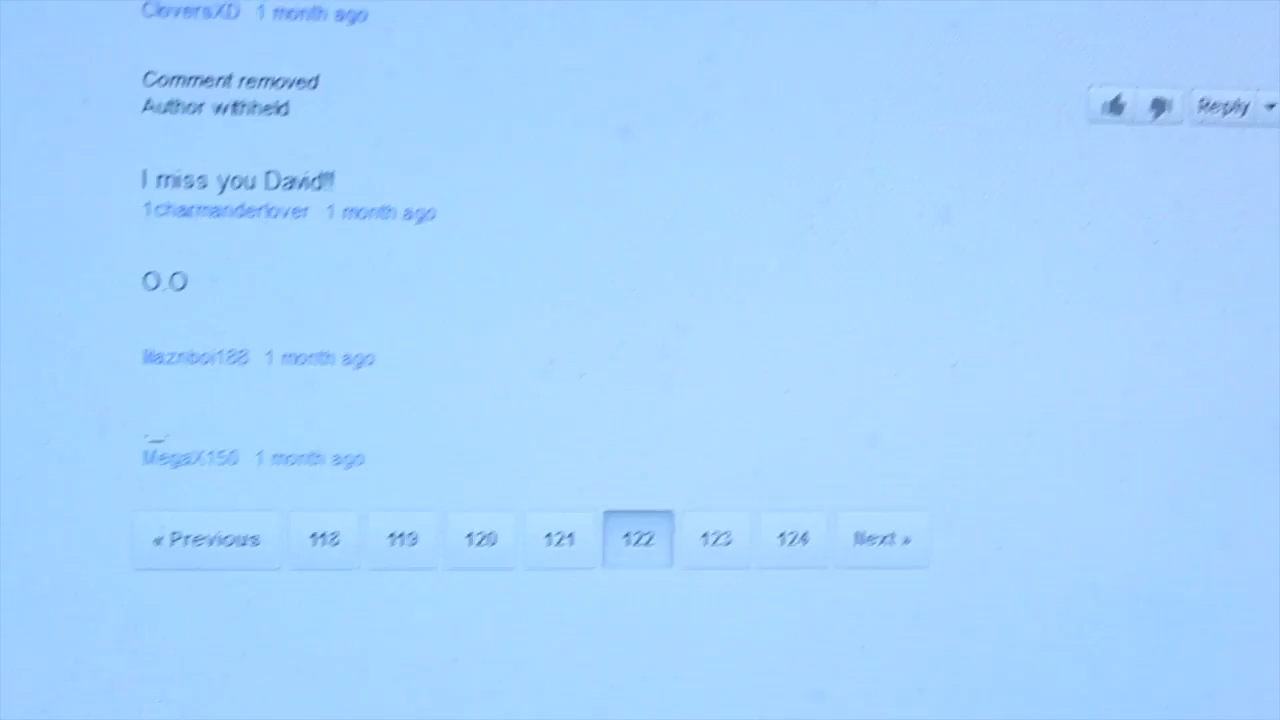 CloversXD 1 month ago
Comment removed
Author withheld
Reply
I miss you David!!
1charmanderlover 1 month ago
O.O
lilaznboi188 1 month ago
MegaX150 1 month ago
« Previous 118 119 120 121 122 123 124 Next »